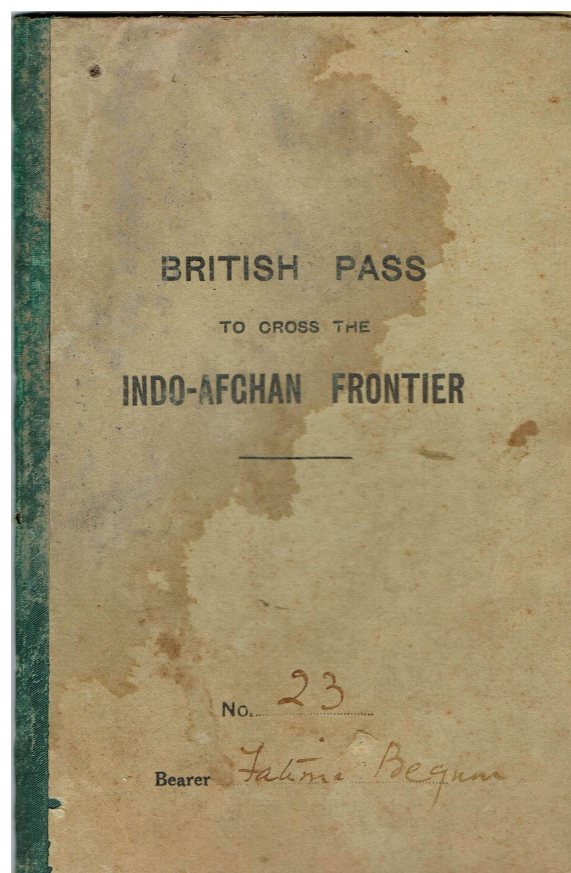 BRITISH PASS
TO CROSS THE
INDO-AFGHAN FRONTIER
No. 23
Bearer Fatima Begum